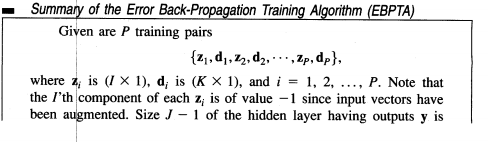 Summary of the Error Back-Propagation Training Algorithm (EBPTA)
Given are P training pairs
{z₁, d₁, z₂, d₂, ···, zₚ, dₚ},
where zᵢ is (I × 1), dᵢ is (K × 1), and i = 1, 2, ..., P. Note that
the I'th component of each zᵢ is of value −1 since input vectors have
been augmented. Size J − 1 of the hidden layer having outputs y is